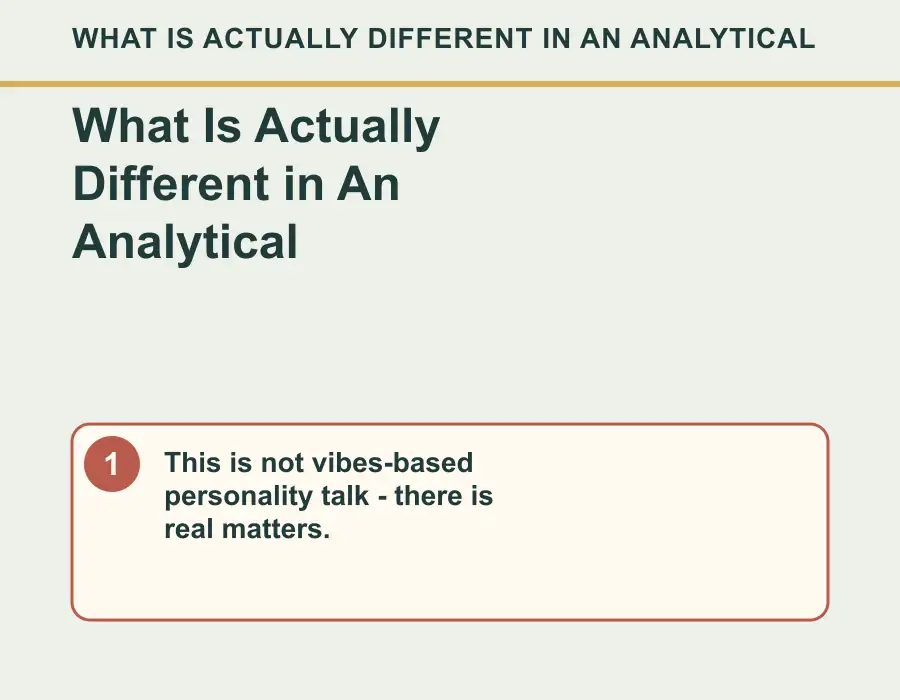 WHAT IS ACTUALLY DIFFERENT IN AN ANALYTICAL
What Is Actually
Different in An
Analytical
1
This is not vibes-based
personality talk - there is
real matters.